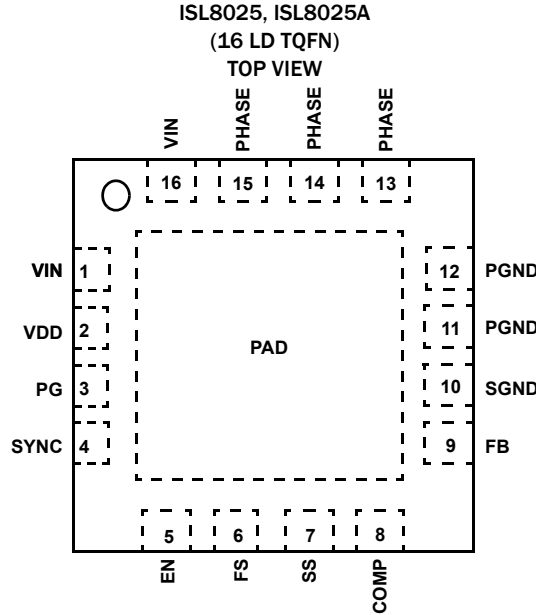 ISL8025, ISL8025A
(16 LD TQFN)
TOP VIEW
VIN PHASE PHASE PHASE
16 15 14 13
VIN 1
12 PGND
VDD 2
11 PGND
PAD
PG 3
10 SGND
SYNC 4
9 FB
5 6 7 8
EN FS SS COMP